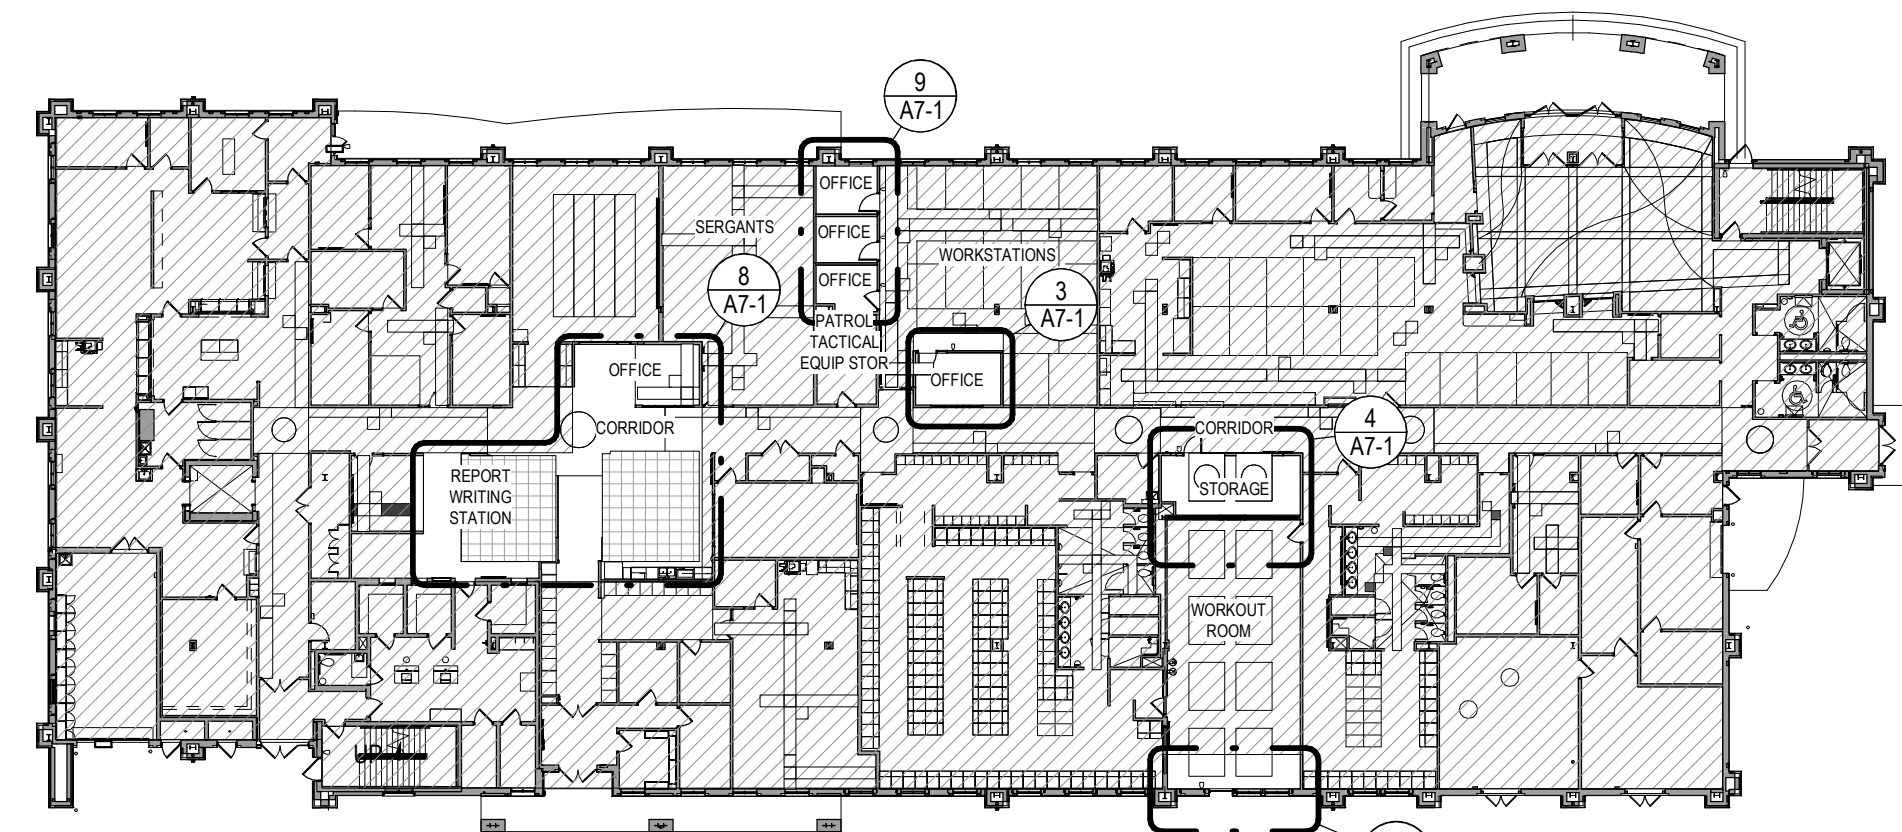 9
A7-1
OFFICE
OFFICE
OFFICE
SERGANTS
WORKSTATIONS
8
A7-1
3
A7-1
PATROL
TACTICAL
EQUIP STOR
OFFICE
OFFICE
CORRIDOR
CORRIDOR
4
A7-1
REPORT
WRITING
STATION
STORAGE
WORKOUT
ROOM
UP